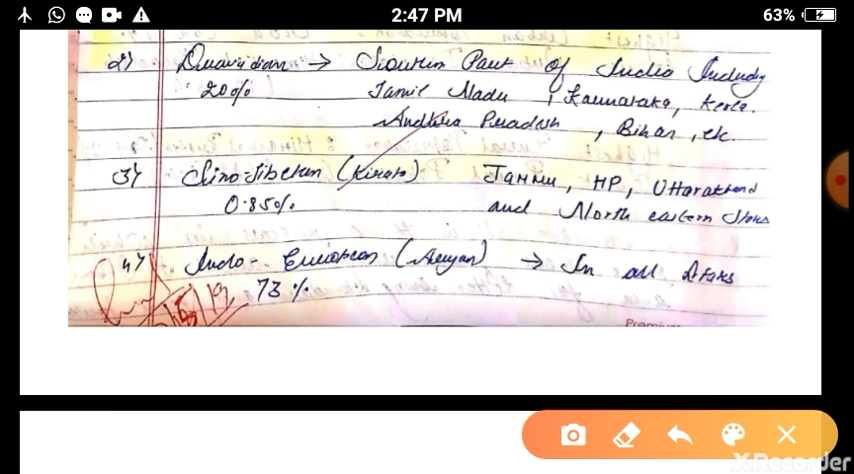 2:47 PM
63%
2) Dravidian → Southern Part of India Includg
20% Tamil Nadu, Karnataka, Kerla.
Andhra Pradesh, Bihar, etc.
3) Sino-Tibetan (Kirata) Jammu, HP, Uttarakhand
0.85% and North eastern States
4) Indo-European (Aryan) → In all States
73%
XRecorder